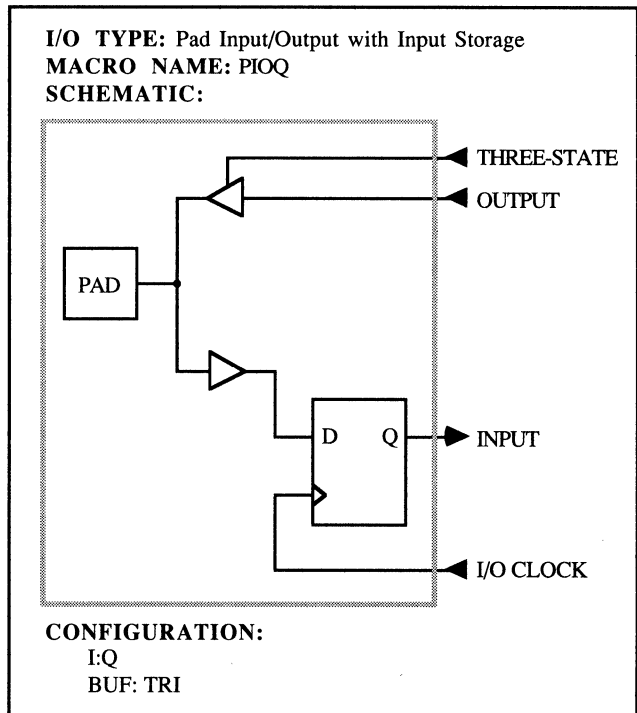 I/O TYPE: Pad Input/Output with Input Storage
MACRO NAME: PIOQ
SCHEMATIC:
THREE-STATE
OUTPUT
PAD
D Q
INPUT
I/O CLOCK
CONFIGURATION:
I:Q
BUF: TRI